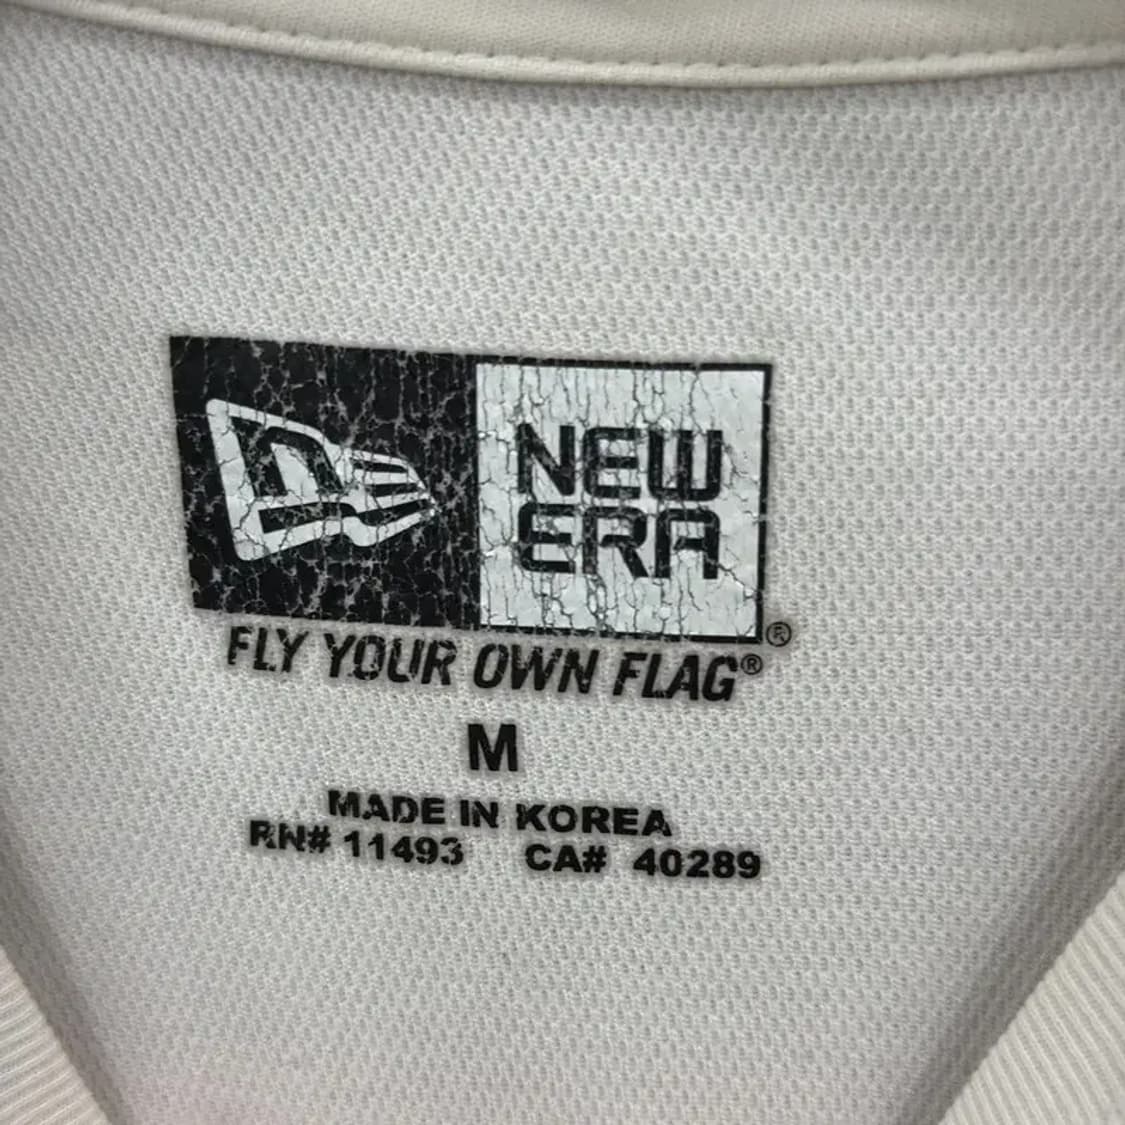 NEW
ERA®
FLY YOUR OWN FLAG®
M
MADE IN KOREA
RN# 11493 CA# 40289